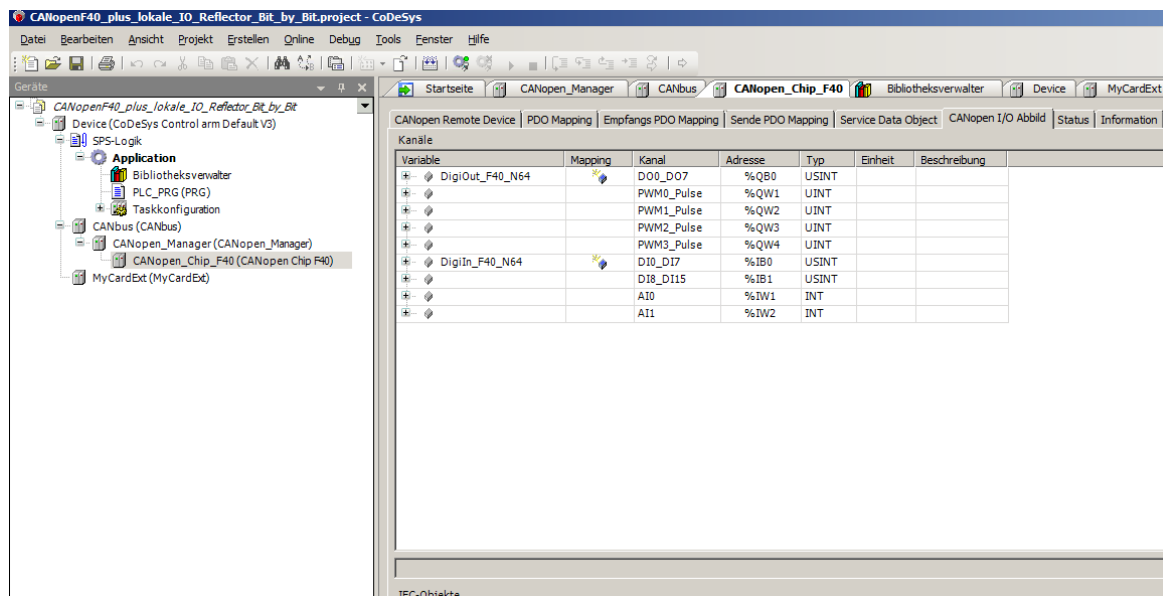 CANopenF40_plus_lokale_IO_Reflector_Bit_by_Bit.project - CoDeSys
Datei Bearbeiten Ansicht Projekt Erstellen Online Debug Tools Fenster Hilfe
Geräte
CANopenF40_plus_lokale_IO_Reflector_Bit_by_Bit
Device (CoDeSys Control arm Default V3)
SPS-Logik
Application
Bibliotheksverwalter
PLC_PRG (PRG)
Taskkonfiguration
CANbus (CANbus)
CANopen_Manager (CANopen_Manager)
CANopen_Chip_F40 (CANopen Chip F40)
MyCardExt (MyCardExt)
Startseite CANopen_Manager CANbus CANopen_Chip_F40 Bibliotheksverwalter Device MyCardExt
CANopen Remote Device PDO Mapping Empfangs PDO Mapping Sende PDO Mapping Service Data Object CANopen I/O Abbild Status Information
Kanäle
Variable Mapping Kanal Adresse Typ Einheit Beschreibung
DigiOut_F40_N64 DO0_DO7 %QB0 USINT
PWM0_Pulse %QW1 UINT
PWM1_Pulse %QW2 UINT
PWM2_Pulse %QW3 UINT
PWM3_Pulse %QW4 UINT
DigiIn_F40_N64 DI0_DI7 %IB0 USINT
DI8_DI15 %IB1 USINT
AI0 %IW1 INT
AI1 %IW2 INT
IEC-Objekte